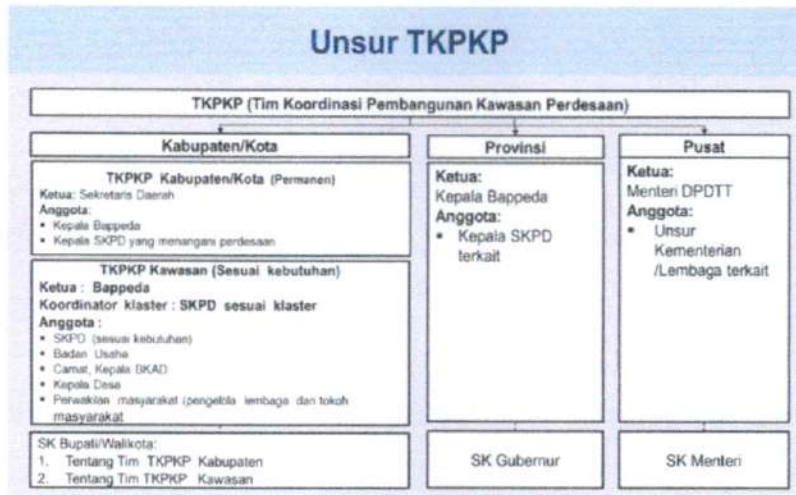 Unsur TKPKP
TKPKP (Tim Koordinasi Pembangunan Kawasan Perdesaan)
Kabupaten/Kota
TKPKP Kabupaten/Kota (Permanen)
Ketua: Sekretaris Daerah
Anggota:
• Kepala Bappeda
• Kepala SKPD yang menangani perdesaan
TKPKP Kawasan (Sesuai kebutuhan)
Ketua : Bappeda
Koordinator klaster : SKPD sesuai klaster
Anggota :
• SKPD (sesuai kebutuhan)
• Badan Usaha
• Camat, Kepala BKAD
• Kepala Desa
• Perwakilan masyarakat (pengelola lembaga dan tokoh
masyarakat
SK Bupati/Walikota:
1. Tentang Tim TKPKP Kabupaten
2. Tentang Tim TKPKP Kawasan
Provinsi
Ketua:
Kepala Bappeda
Anggota:
• Kepala SKPD
terkait
SK Gubernur
Pusat
Ketua:
Menteri DPDTT
Anggota:
• Unsur
Kementerian
/Lembaga terkait
SK Menteri